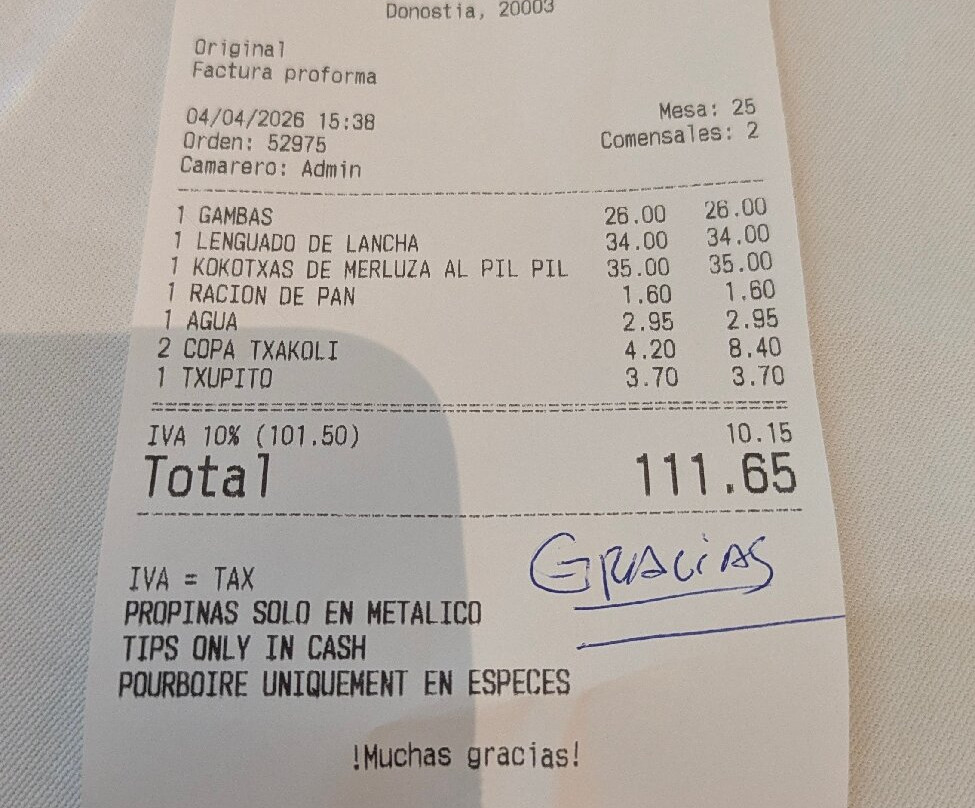 Donostia, 20003
Original
Factura proforma
04/04/2026 15:38
Mesa: 25
Orden: 52975
Comensales: 2
Camarero: Admin
1 GAMBAS 26.00 26.00
1 LENGUADO DE LANCHA 34.00 34.00
1 KOKOTXAS DE MERLUZA AL PIL PIL 35.00 35.00
1 RACION DE PAN 1.60 1.60
1 AGUA 2.95 2.95
2 COPA TXAKOLI 4.20 8.40
1 TXUPITO 3.70 3.70
IVA 10% (101.50) 10.15
Total 111.65
GRACIAS
IVA = TAX
PROPINAS SOLO EN METALICO
TIPS ONLY IN CASH
POURBOIRE UNIQUEMENT EN ESPECES
!Muchas gracias!